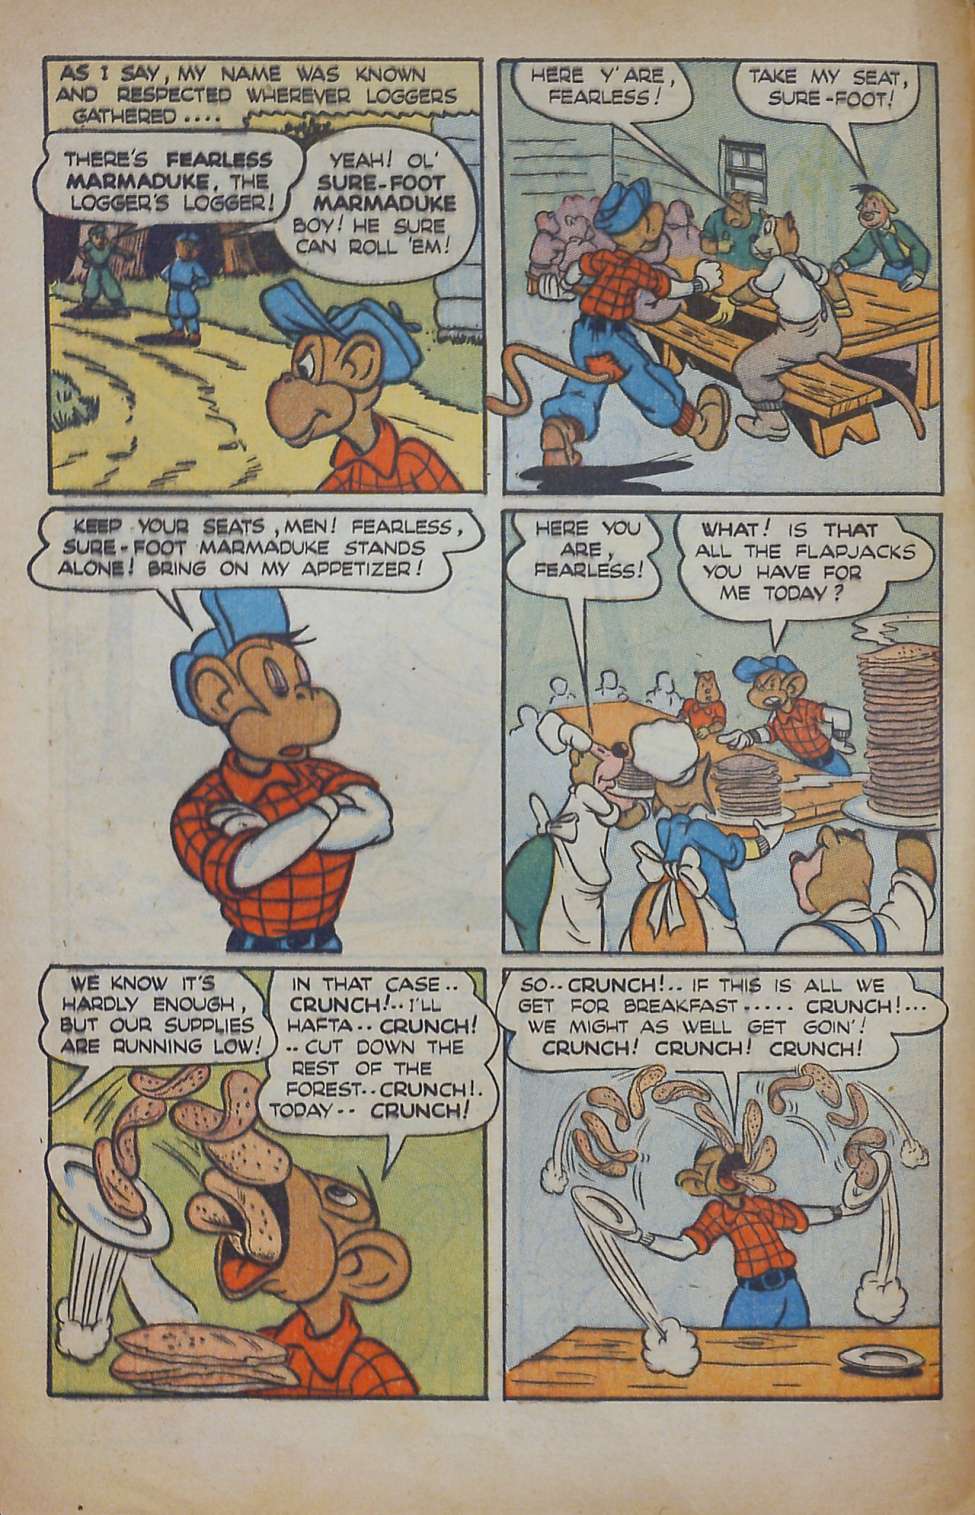 AS I SAY, MY NAME WAS KNOWN
AND RESPECTED WHEREVER LOGGERS
GATHERED....
THERE'S FEARLESS
MARMADUKE, THE
LOGGER'S LOGGER!
YEAH! OL'
SURE-FOOT
MARMADUKE
BOY! HE SURE
CAN ROLL 'EM!
HERE Y'ARE,
FEARLESS!
TAKE MY SEAT,
SURE-FOOT!
KEEP YOUR SEATS, MEN! FEARLESS,
SURE-FOOT MARMADUKE STANDS
ALONE! BRING ON MY APPETIZER!
HERE YOU
ARE,
FEARLESS!
WHAT! IS THAT
ALL THE FLAPJACKS
YOU HAVE FOR
ME TODAY?
WE KNOW IT'S
HARDLY ENOUGH,
BUT OUR SUPPLIES
ARE RUNNING LOW!
IN THAT CASE..
CRUNCH!.. I'LL
HAFTA.. CRUNCH!
.. CUT DOWN THE
REST OF THE
FOREST.. CRUNCH!.
TODAY.. CRUNCH!
SO.. CRUNCH!.. IF THIS IS ALL WE
GET FOR BREAKFAST..... CRUNCH!...
WE MIGHT AS WELL GET GOIN'!
CRUNCH! CRUNCH! CRUNCH!